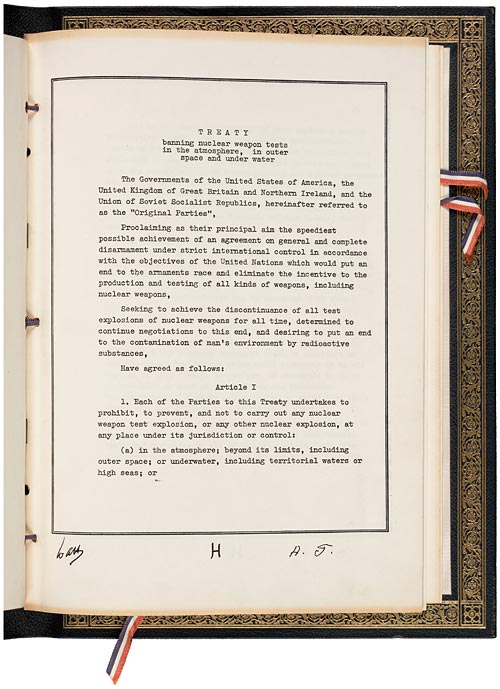 TREATY
banning nuclear weapon tests
in the atmosphere, in outer
space and under water
The Governments of the United States of America, the
United Kingdom of Great Britain and Northern Ireland, and the
Union of Soviet Socialist Republics, hereinafter referred to
as the "Original Parties",
Proclaiming as their principal aim the speediest
possible achievement of an agreement on general and complete
disarmament under strict international control in accordance
with the objectives of the United Nations which would put an
end to the armaments race and eliminate the incentive to the
production and testing of all kinds of weapons, including
nuclear weapons,
Seeking to achieve the discontinuance of all test
explosions of nuclear weapons for all time, determined to
continue negotiations to this end, and desiring to put an end
to the contamination of man's environment by radioactive
substances,
Have agreed as follows:
Article I
1. Each of the Parties to this Treaty undertakes to
prohibit, to prevent, and not to carry out any nuclear
weapon test explosion, or any other nuclear explosion, at
any place under its jurisdiction or control:
(a) in the atmosphere; beyond its limits, including
outer space; or underwater, including territorial waters or
high seas; or
H